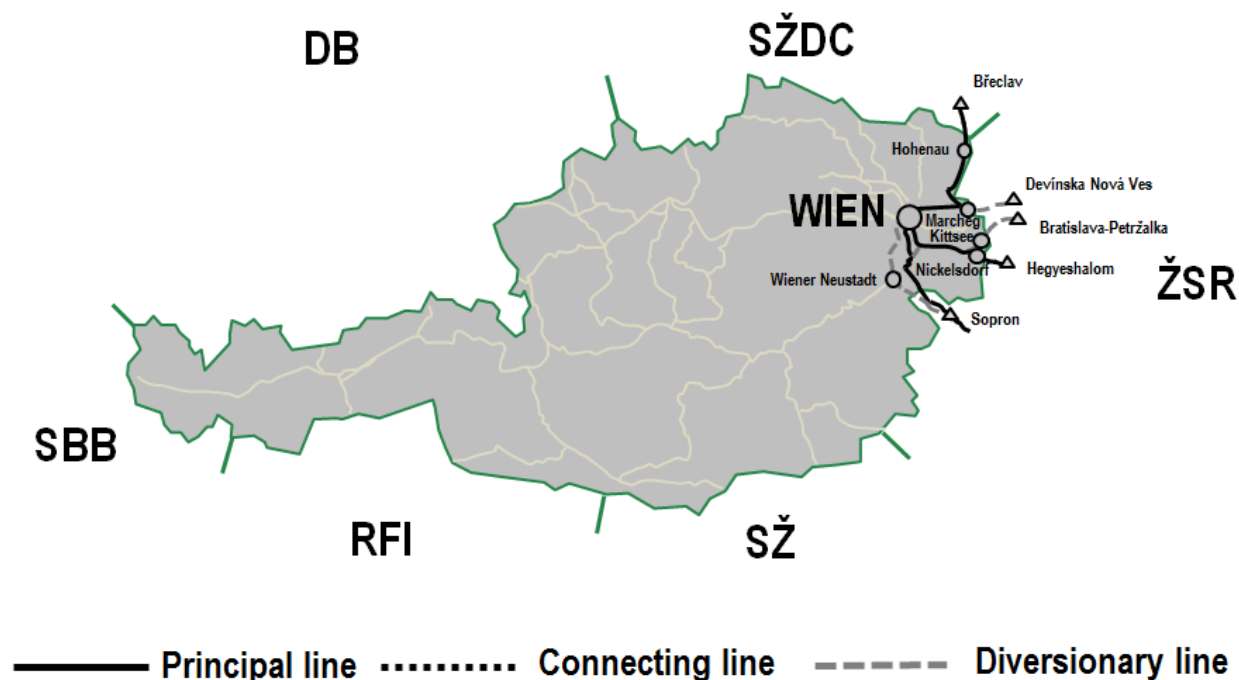 DB
SŽDC
Břeclav
Hohenau
Devínska Nová Ves
WIEN
Marcheg
Bratislava-Petržalka
Kittsee
Nickelsdorf
Hegyeshalom
Wiener Neustadt
ŽSR
Sopron
SBB
RFI
SŽ
Principal line
Connecting line
Diversionary line